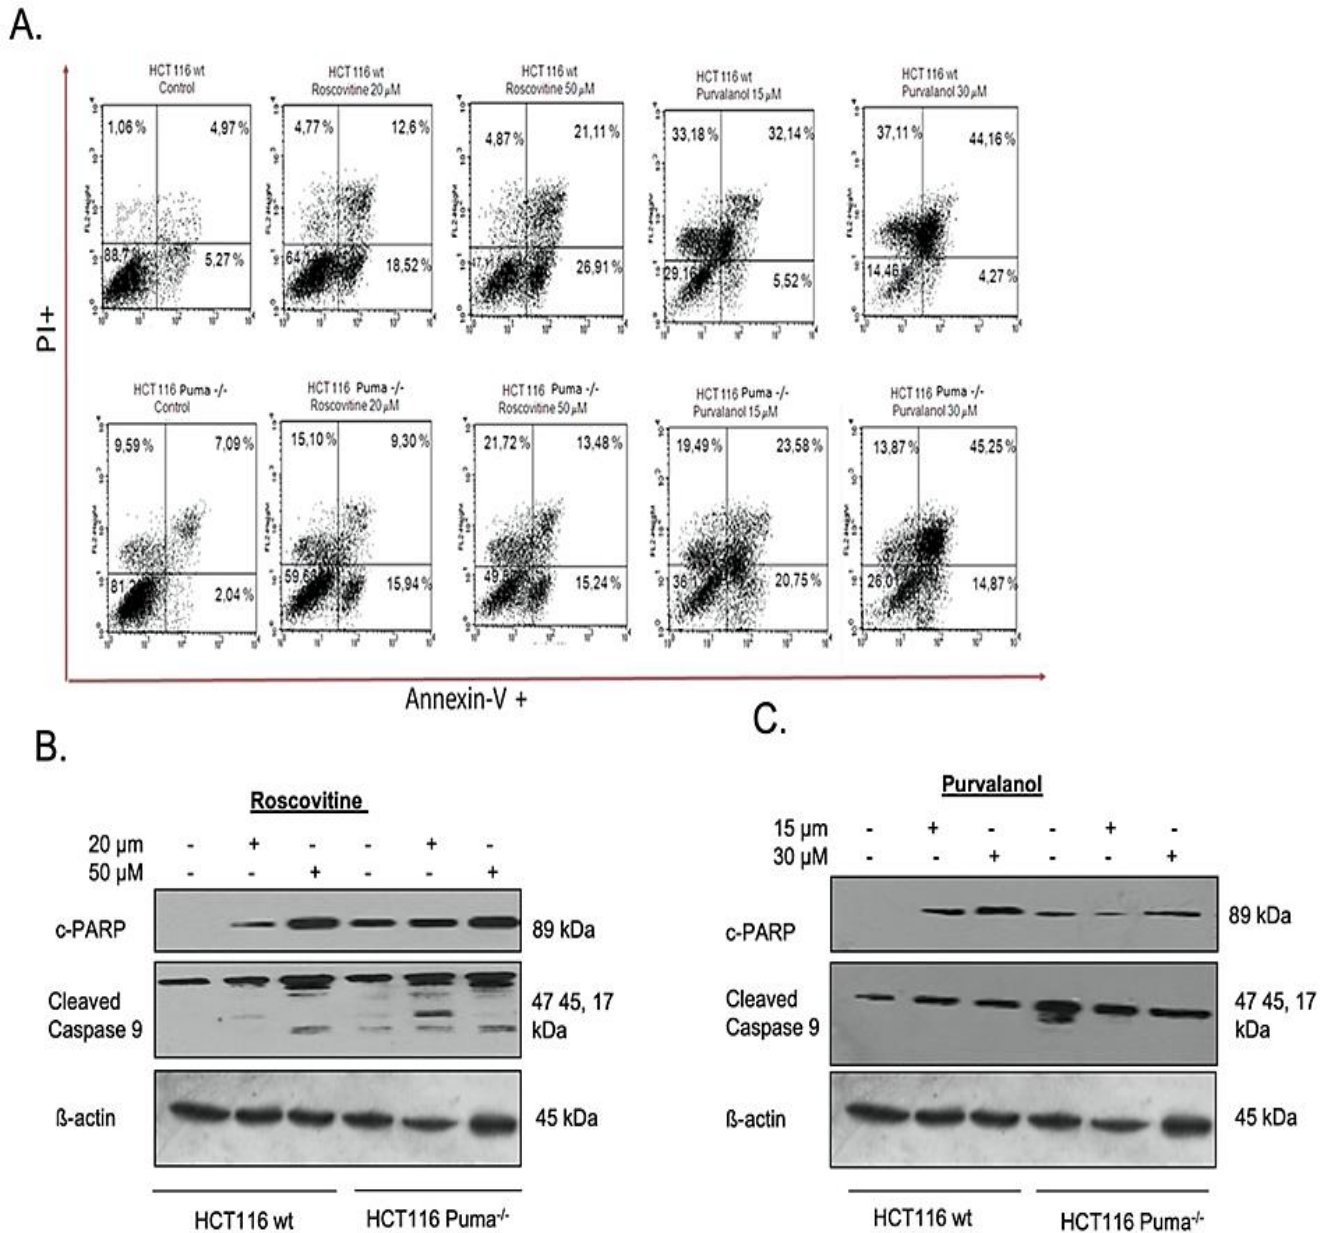 A.
HCT116 wt
Control
HCT116 wt
Roscovitine 20 µM
HCT116 wt
Roscovitine 50 µM
HCT116 wt
Purvalanol 15 µM
HCT116 wt
Purvalanol 30 µM
1,06 % 4,97 %
5,27 %
4,77 % 12,6 %
18,52 %
4,87 % 21,11 %
26,91 %
33,18 % 32,14 %
29,16 5,52 %
37,11 % 44,16 %
14,46 4,27 %
PI+
HCT116 Puma -/-
Control
HCT116 Puma -/-
Roscovitine 20 µM
HCT116 Puma -/-
Roscovitine 50 µM
HCT116 Puma -/-
Purvalanol 15 µM
HCT116 Puma -/-
Purvalanol 30 µM
9,59 % 7,09 %
2,04 %
15,10 % 9,30 %
15,94 %
21,72 % 13,48 %
15,24 %
19,49 % 23,58 %
20,75 %
13,87 % 45,25 %
14,87 %
Annexin-V +
B.
Roscovitine
20 µm - + - - + -
50 µM - - + - - +
c-PARP 89 kDa
Cleaved
Caspase 9
47 45, 17
kDa
ß-actin 45 kDa
HCT116 wt HCT116 Puma-/-
C.
Purvalanol
15 µm - + - - + -
30 µM - - + - - +
c-PARP 89 kDa
Cleaved
Caspase 9
47 45, 17
kDa
ß-actin 45 kDa
HCT116 wt HCT116 Puma-/-